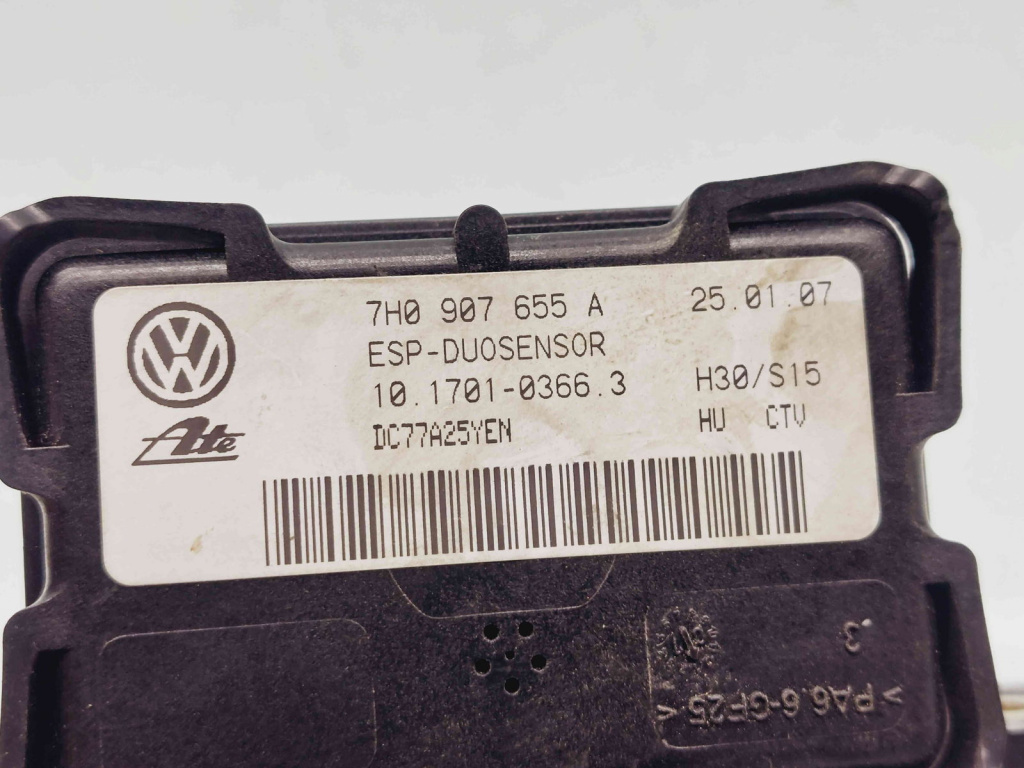 7H0 907 655 A 25.01.07
ESP-DUOSENSOR
10.1701-0366.3 H30/S15
DC77A25YEN HU CTV
VW
Ate
.3
>PA6.6-GF25<